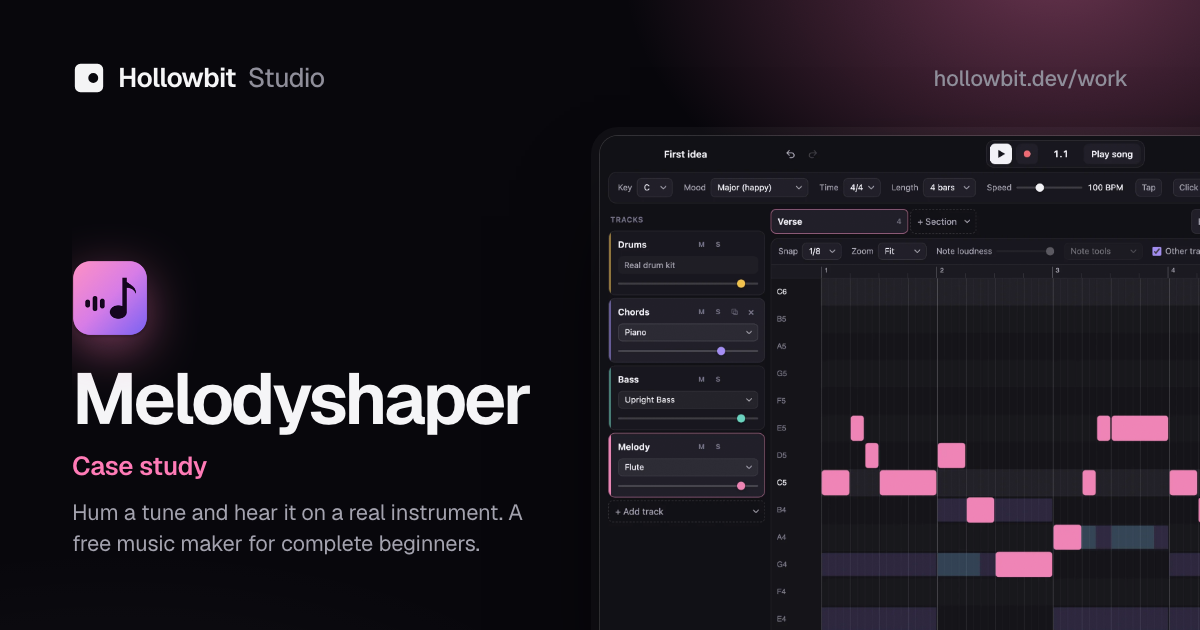 Hollowbit Studio
hollowbit.dev/work
First idea
1.1 Play song
Key C Mood Major (happy) Time 4/4 Length 4 bars Speed 100 BPM Tap Click
TRACKS
Verse 4 + Section
Drums M S
Real drum kit
Snap 1/8 Zoom Fit Note loudness Note tools Other tra
1 2 3 4
Chords M S
Piano
Bass M S
Upright Bass
Melody M S
Flute
+ Add track
C6
B5
A5
G5
F5
E5
D5
C5
B4
A4
G4
F4
E4
Melodyshaper
Case study
Hum a tune and hear it on a real instrument. A
free music maker for complete beginners.